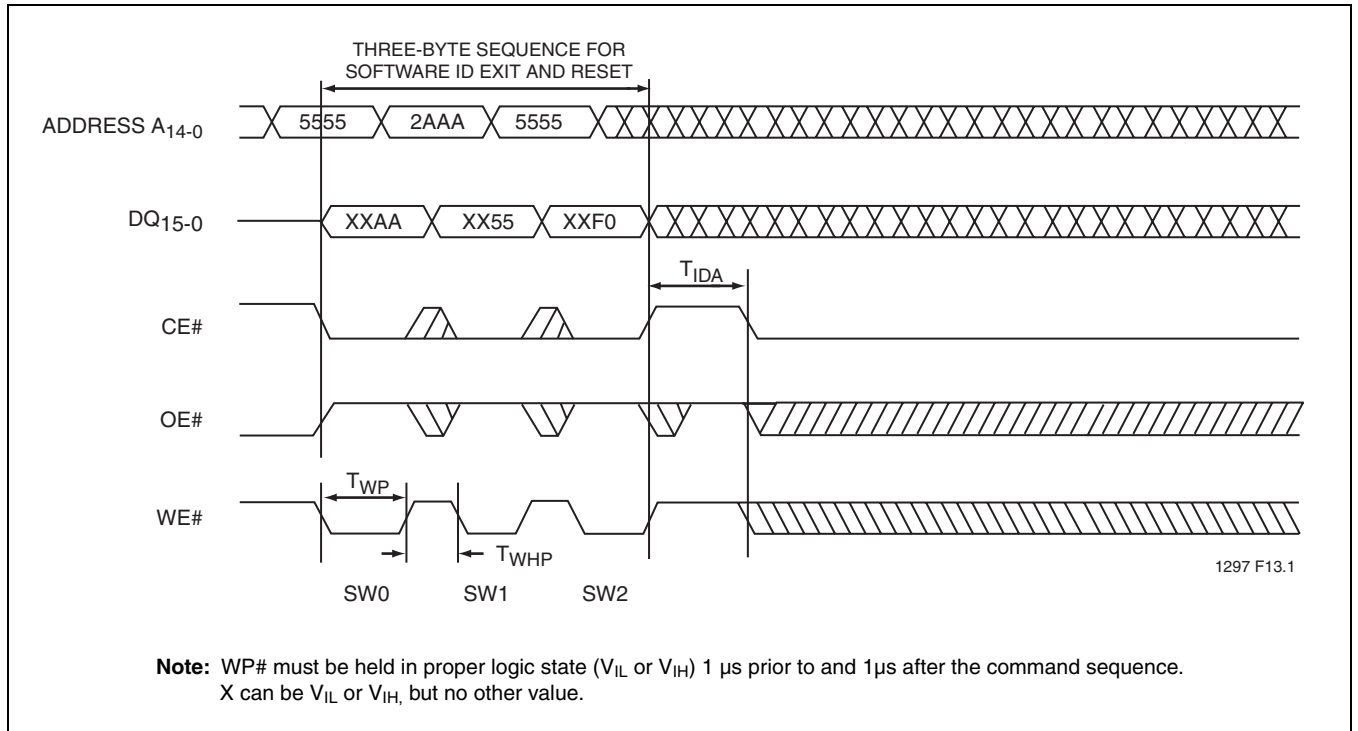 THREE-BYTE SEQUENCE FOR
SOFTWARE ID EXIT AND RESET
ADDRESS A14-0
5555
2AAA
5555
DQ15-0
XXAA
XX55
XXF0
TIDA
CE#
OE#
TWP
WE#
TWHP
1297 F13.1
SW0
SW1
SW2
Note: WP# must be held in proper logic state (VIL or VIH) 1 µs prior to and 1µs after the command sequence.
X can be VIL or VIH, but no other value.